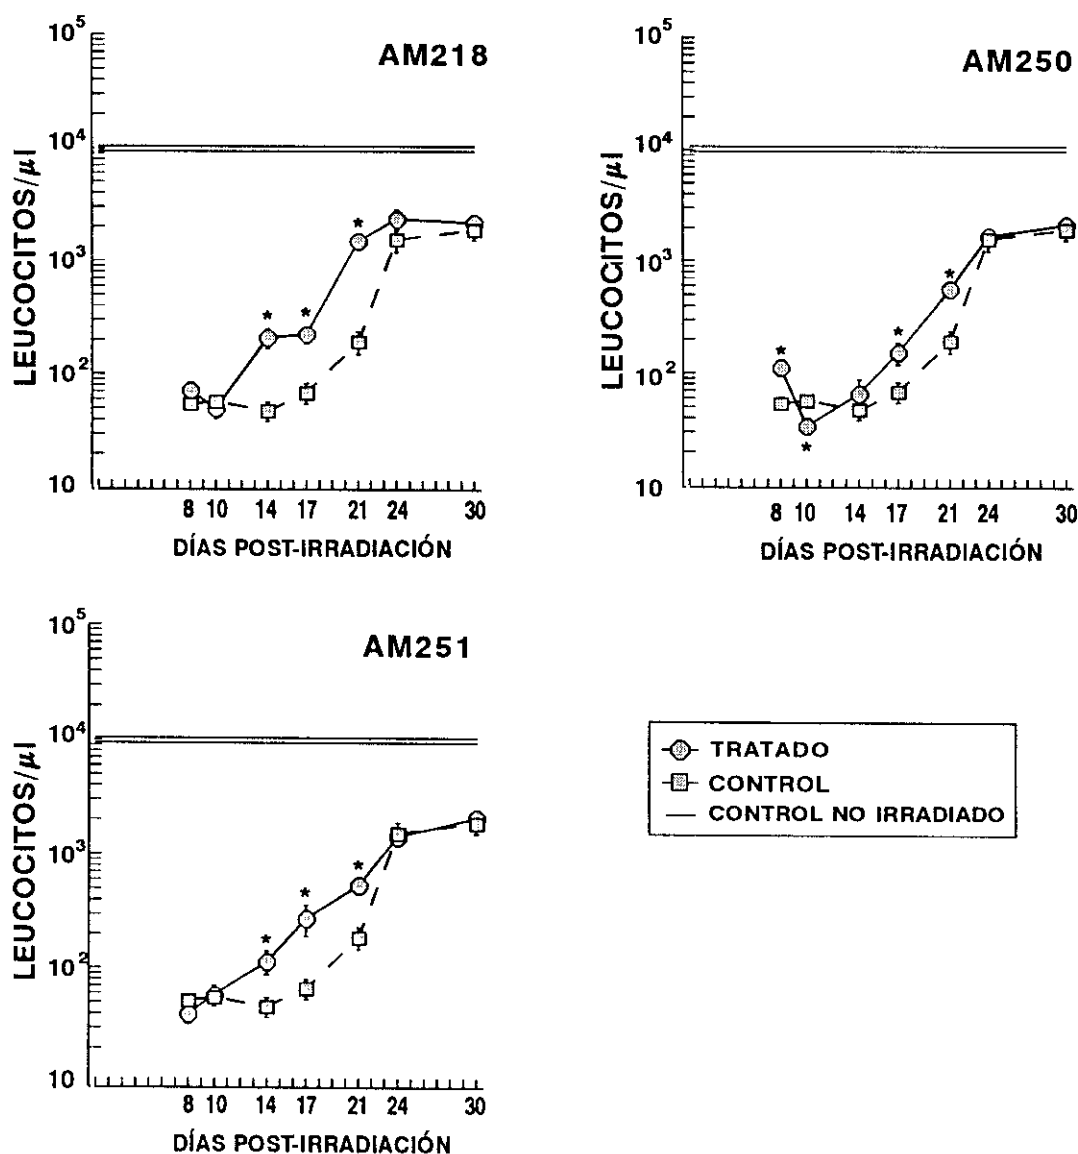 AM218
LEUCOCITOS/µl
10⁵
10⁴
10³
10²
10
* * *
8 10 14 17 21 24 30
DÍAS POST-IRRADIACIÓN
AM250
LEUCOCITOS/µl
10⁵
10⁴
10³
10²
10
* * * *
8 10 14 17 21 24 30
DÍAS POST-IRRADIACIÓN
AM251
LEUCOCITOS/µl
10⁵
10⁴
10³
10²
10
* * *
8 10 14 17 21 24 30
DÍAS POST-IRRADIACIÓN
TRATADO
CONTROL
CONTROL NO IRRADIADO